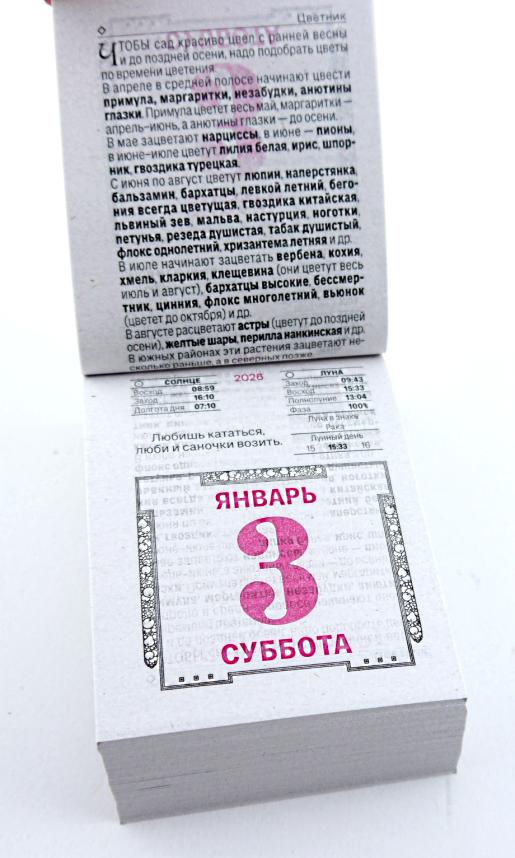 Цветник
ЧТОБЫ сад красиво цвел с ранней весны
и до поздней осени, надо подобрать цветы
по времени цветения.
В апреле в средней полосе начинают цвести
примула, маргаритки, незабудки, анютины
глазки. Примула цветет весь май, маргаритки —
апрель–июнь, а анютины глазки — до осени.
В мае зацветают нарциссы, в июне — пионы,
в июне–июле цветут лилия белая, ирис, шпор-
ник, гвоздика турецкая.
С июня по август цветут люпин, наперстянка,
бальзамин, бархатцы, левкой летний, бего-
ния всегда цветущая, гвоздика китайская,
львиный зев, мальва, настурция, ноготки,
петунья, резеда душистая, табак душистый,
флокс однолетний, хризантема летняя и др.
В июле начинают зацветать вербена, кохия,
хмель, кларкия, клещевина (они цветут весь
июль и август), бархатцы высокие, бессмер-
тник, цинния, флокс многолетний, вьюнок
(цветет до октября) и др.
В августе расцветают астры (цветут до поздней
осени), желтые шары, перилла нанкинская и др.
В южных районах эти растения зацветают не-
сколько раньше, а в северных позже.
СОЛНЦЕ
Восход 08:59
Заход 16:10
Долгота дня 07:10
2026
ЛУНА
Заход 09:43
Восход 15:33
Полнолуние 13:04
Фаза 100%
Луна в знаке
Рака
Лунный день
15 15:33 16
Любишь кататься,
люби и саночки возить.
ЯНВАРЬ
3
СУББОТА